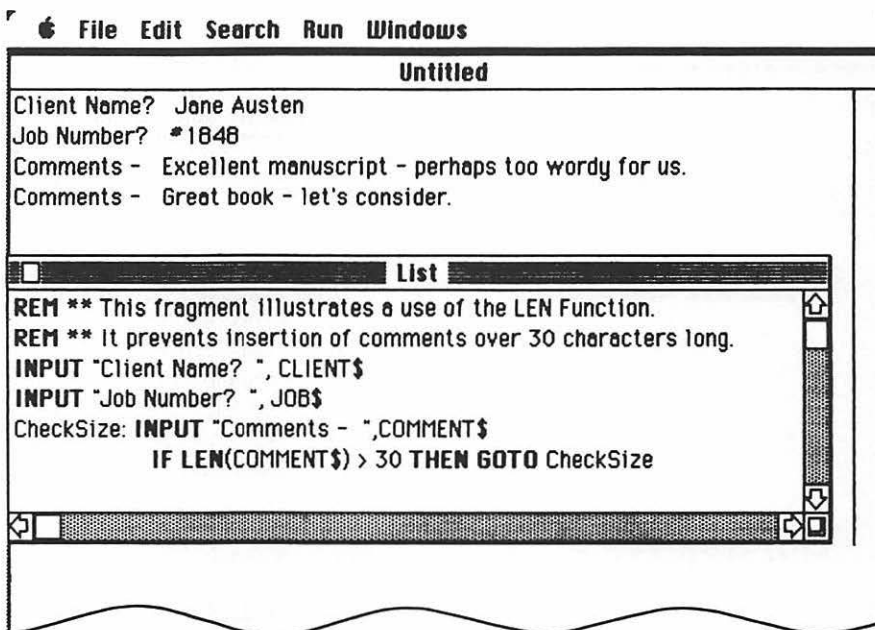 File Edit Search Run Windows
Untitled
Client Name? Jane Austen
Job Number? #1848
Comments - Excellent manuscript - perhaps too wordy for us.
Comments - Great book - let's consider.
List
REM ** This fragment illustrates a use of the LEN Function.
REM ** It prevents insertion of comments over 30 characters long.
INPUT "Client Name? ", CLIENT$
INPUT "Job Number? ", JOB$
CheckSize: INPUT "Comments - ",COMMENT$
IF LEN(COMMENT$) > 30 THEN GOTO CheckSize